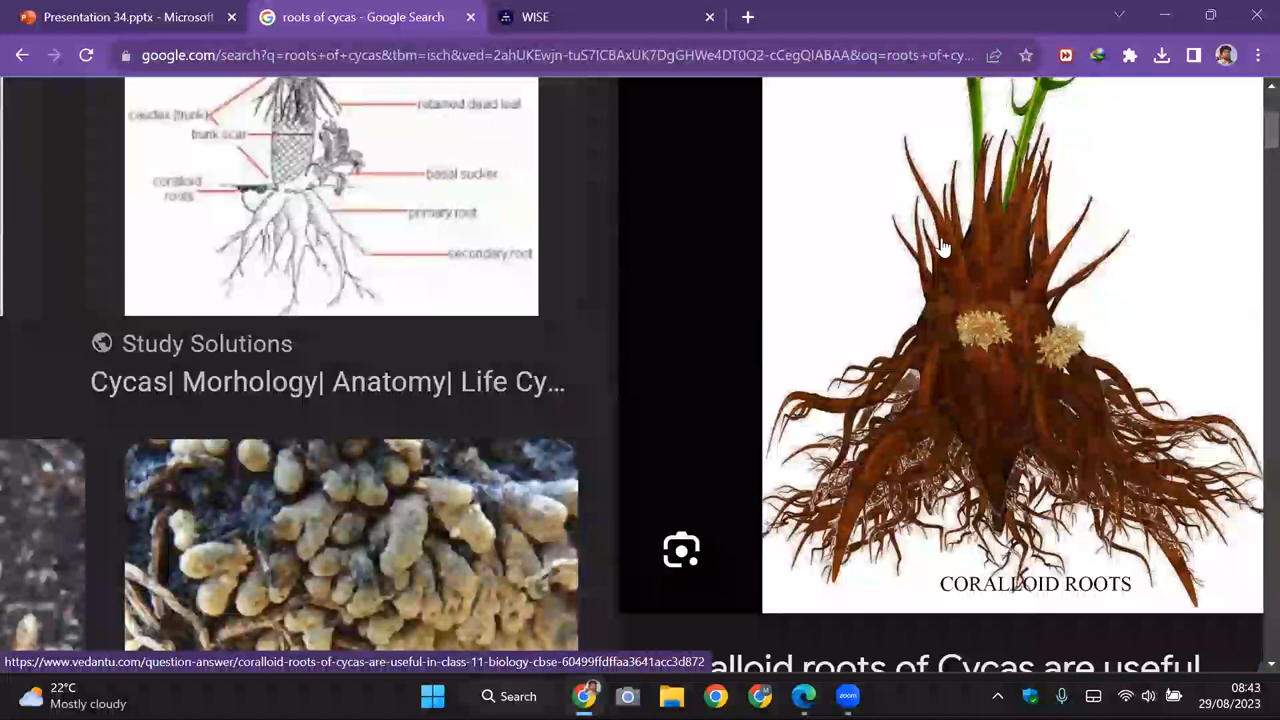 Presentation 34.pptx - Microsoft
roots of cycas - Google Search
WISE
google.com/search?q=roots+of+cycas&tbm=isch&ved=2ahUKEwjn-tuS7ICBAxUK7DgGHWe4DT0Q2-cCegQIABAA&oq=roots+of+cy...
caudex (trunk)
retained dead leaf
trunk scar
coralloid
roots
basal sucker
primary root
secondary root
Study Solutions
Cycas| Morhology| Anatomy| Life Cy...
CORALLOID ROOTS
alloid roots of Cycas are useful
https://www.vedantu.com/question-answer/coralloid-roots-of-cycas-are-useful-in-class-11-biology-cbse-60499ffdffaa3641acc3d872
22°C
Mostly cloudy
Search
zoom
08:43
29/08/2023